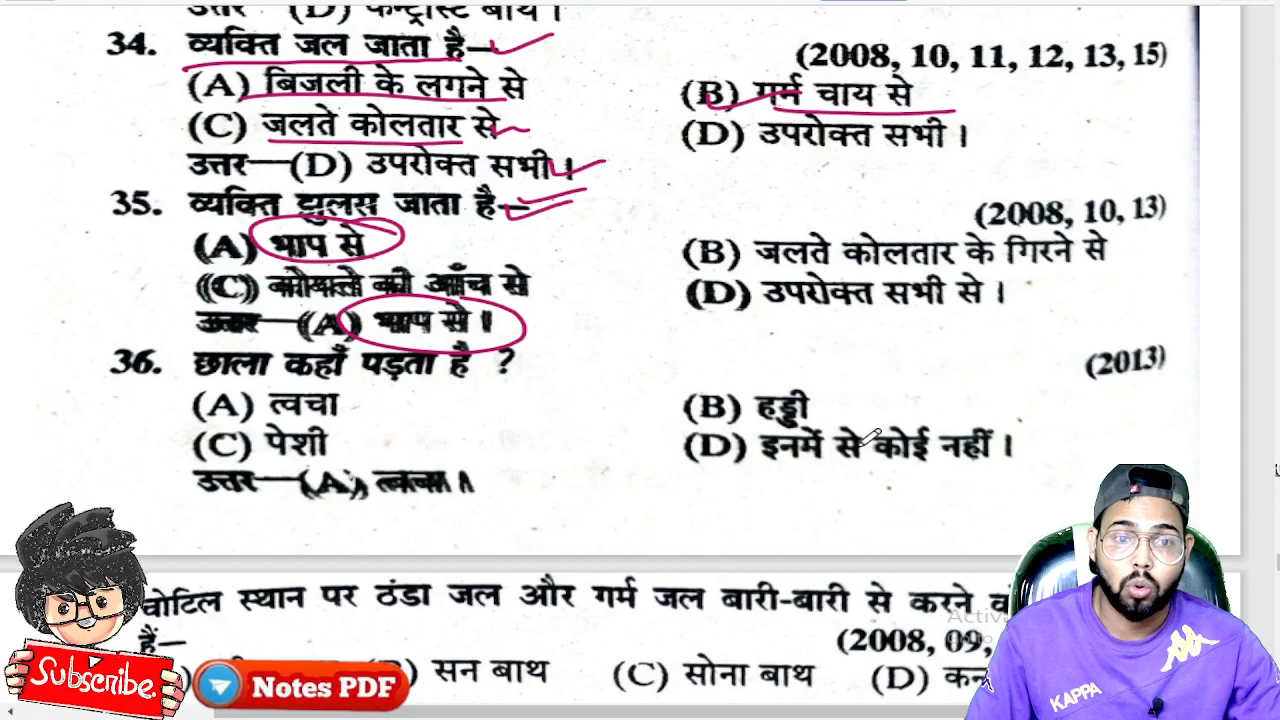 उत्तर—(D) कन्ट्रास्ट बाथ।
34. व्यक्ति जल जाता है— (2008, 10, 11, 12, 13, 15)
(A) बिजली के लगने से (B) गर्म चाय से
(C) जलते कोलतार से (D) उपरोक्त सभी।
उत्तर—(D) उपरोक्त सभी।
35. व्यक्ति झुलस जाता है— (2008, 10, 13)
(A) भाप से (B) जलते कोलतार के गिरने से
(C) कोयले की आँच से (D) उपरोक्त सभी से।
उत्तर—(A) भाप से।
36. छाला कहाँ पड़ता है ? (2013)
(A) त्वचा (B) हड्डी
(C) पेशी (D) इनमें से कोई नहीं।
उत्तर—(A) त्वचा।
चोटिल स्थान पर ठंडा जल और गर्म जल बारी-बारी से करने
हैं— (2008, 09,
सन बाथ (C) सोना बाथ (D)
Subscribe.
Notes PDF
KAPPA